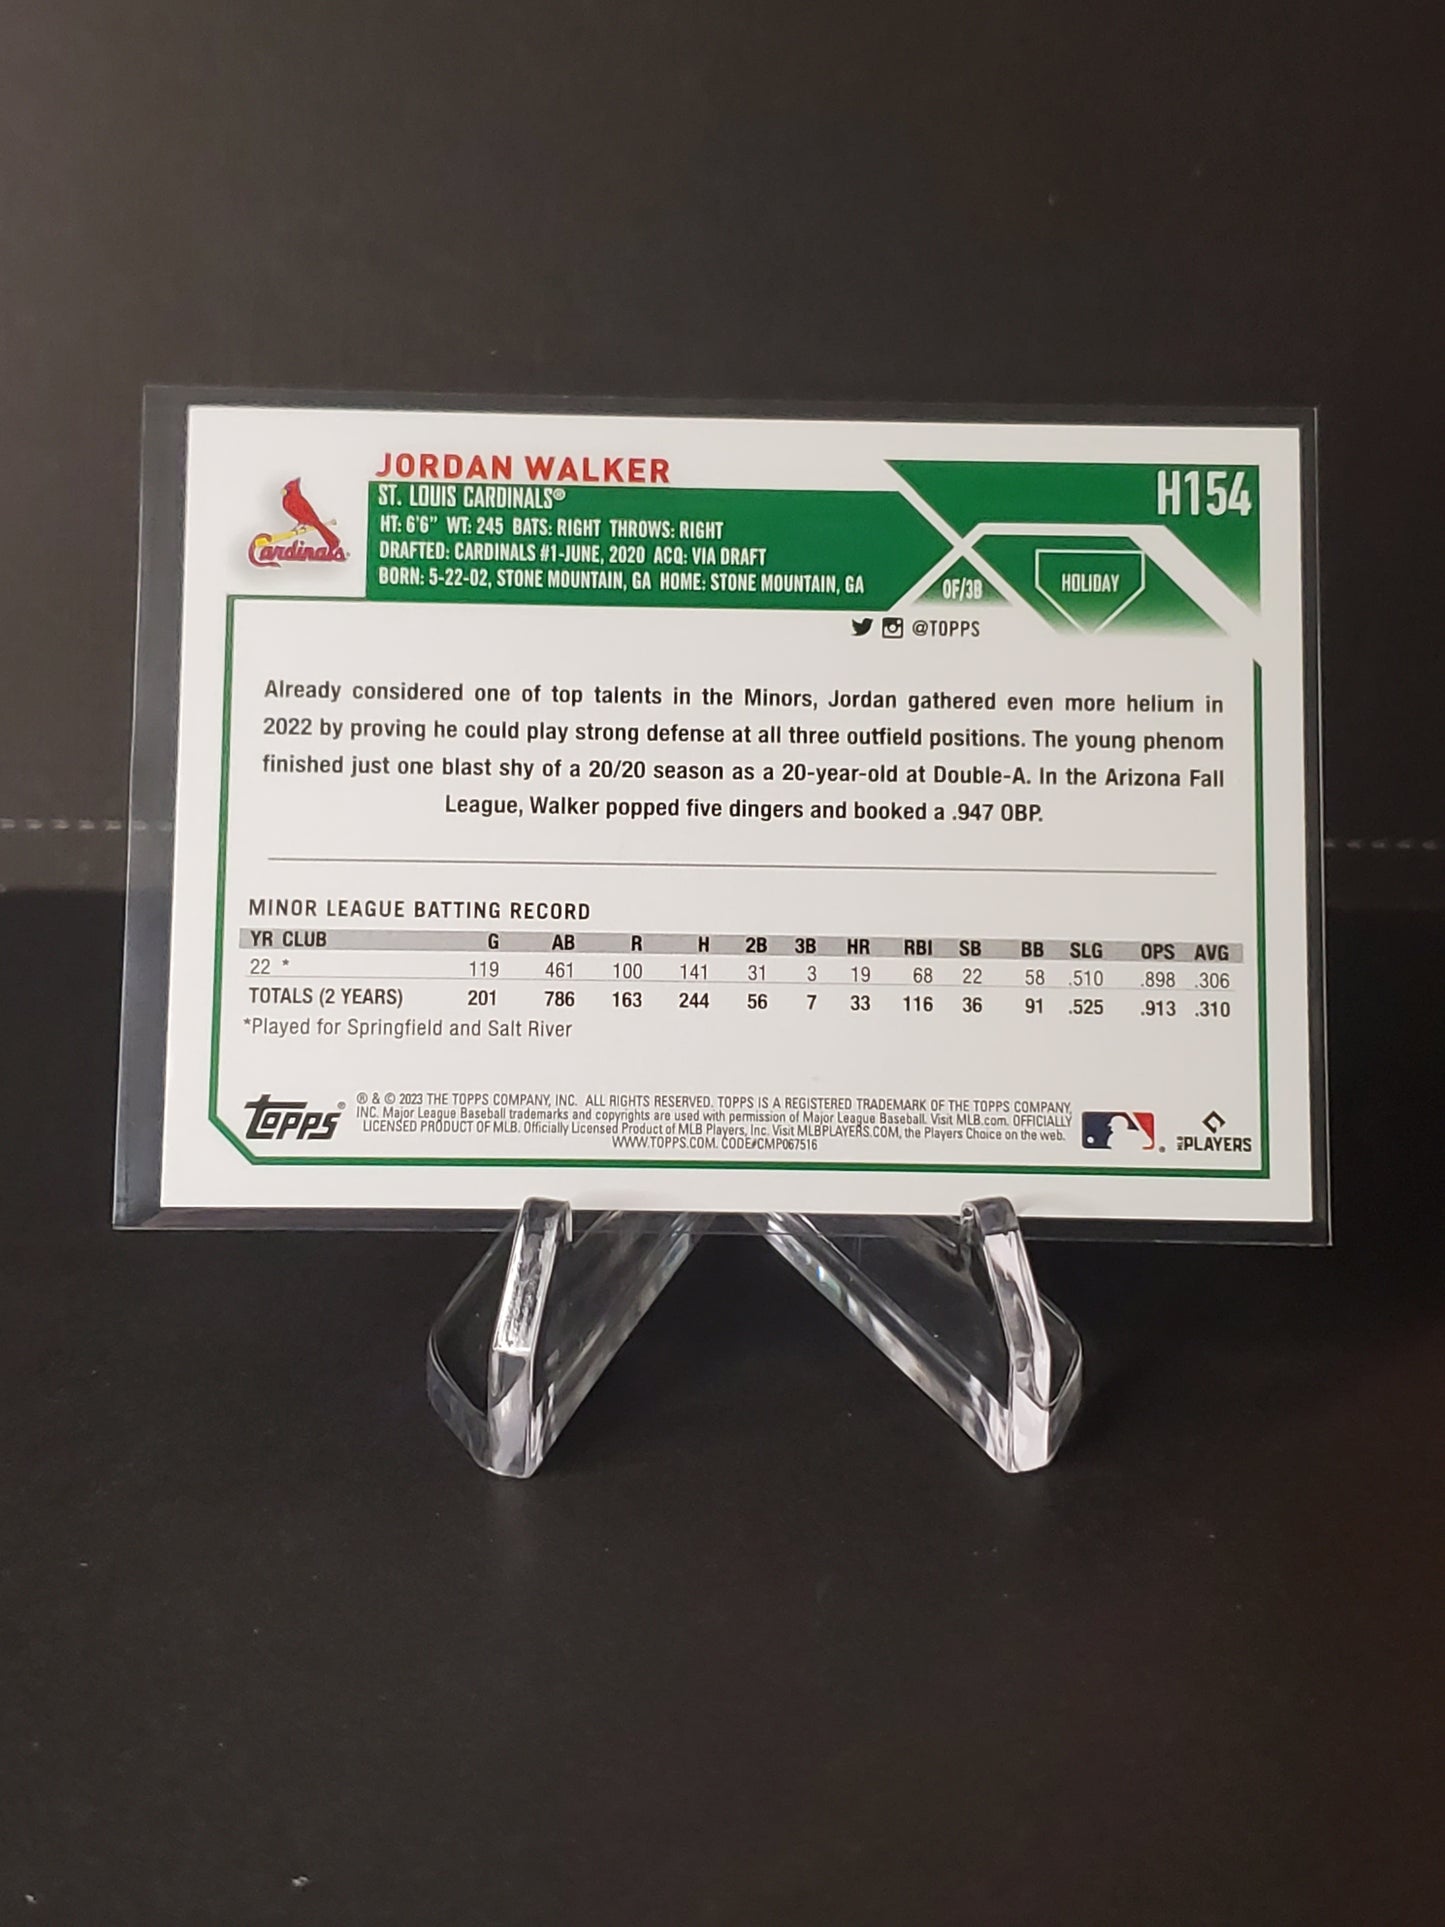 JORDAN WALKER
H154
ST. LOUIS CARDINALS®
HT: 6'6" WT: 245 BATS: RIGHT THROWS: RIGHT
DRAFTED: CARDINALS #1-JUNE, 2020 ACQ: VIA DRAFT
BORN: 5-22-02, STONE MOUNTAIN, GA HOME: STONE MOUNTAIN, GA
Cardinals
OF/3B
HOLIDAY
@TOPPS
Already considered one of top talents in the Minors, Jordan gathered even more helium in
2022 by proving he could play strong defense at all three outfield positions. The young phenom
finished just one blast shy of a 20/20 season as a 20-year-old at Double-A. In the Arizona Fall
League, Walker popped five dingers and booked a .947 OBP.
MINOR LEAGUE BATTING RECORD
YR CLUB G AB R H 2B 3B HR RBI SB BB SLG OPS AVG
22 * 119 461 100 141 31 3 19 68 22 58 .510 .898 .306
TOTALS (2 YEARS) 201 786 163 244 56 7 33 116 36 91 .525 .913 .310
*Played for Springfield and Salt River
topps®
® & © 2023 THE TOPPS COMPANY, INC. ALL RIGHTS RESERVED. TOPPS IS A REGISTERED TRADEMARK OF THE TOPPS COMPANY,
INC. Major League Baseball trademarks and copyrights are used with permission of Major League Baseball. Visit MLB.com. OFFICIALLY
LICENSED PRODUCT OF MLB. Officially Licensed Product of MLB Players, Inc. Visit MLBPLAYERS.COM, the Players Choice on the web.
WWW.TOPPS.COM. CODE#CMP067516
MLB PLAYERS